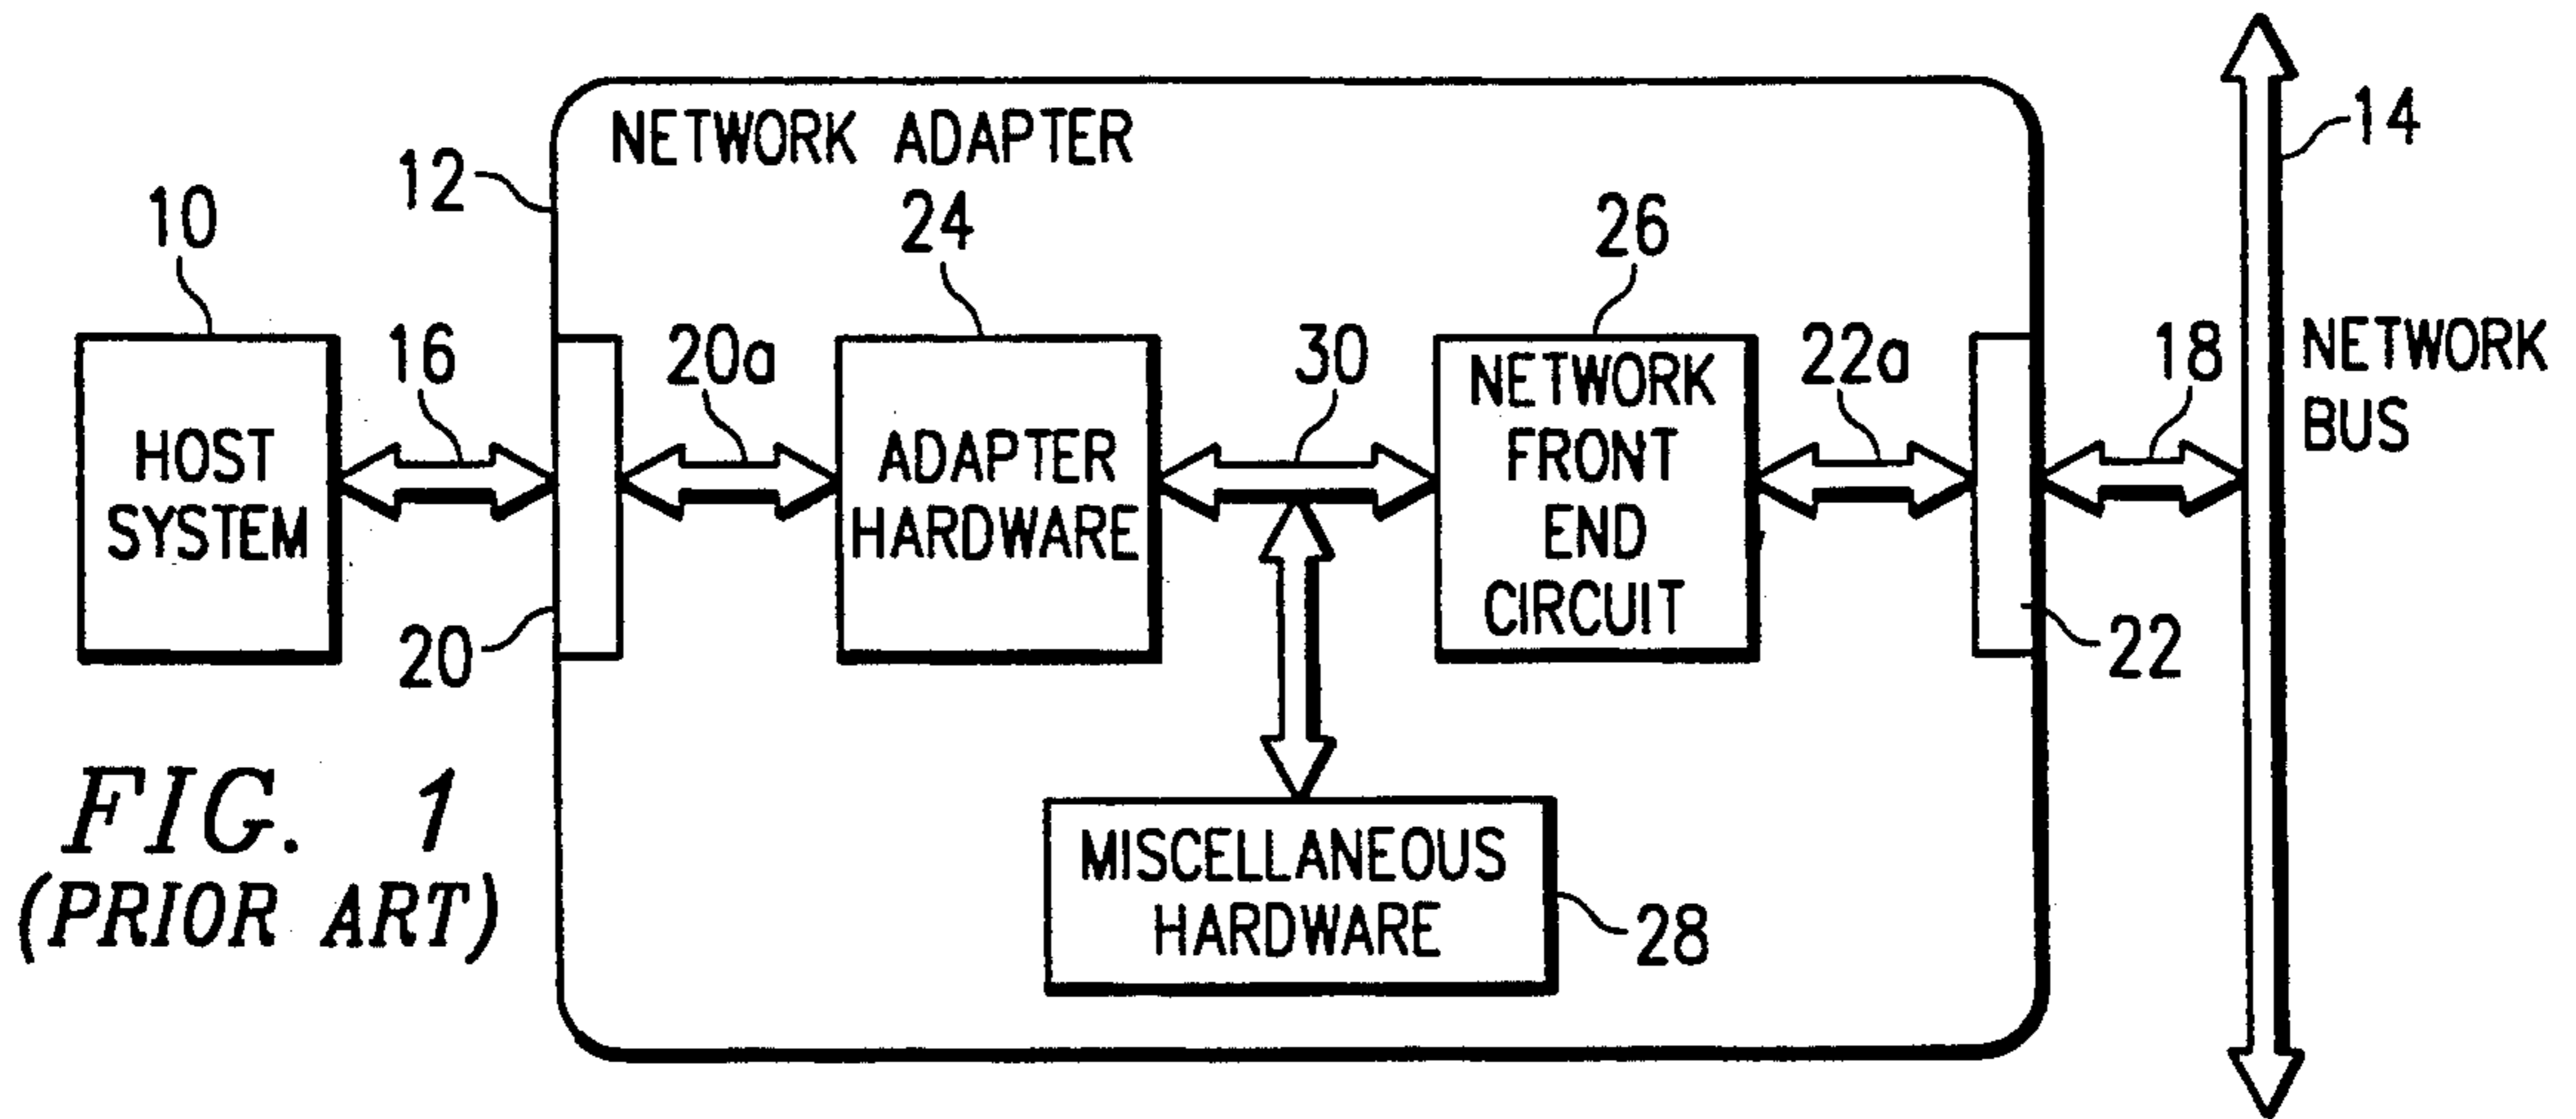 NETWORK ADAPTER
10
12
24
26
14
16
20a
30
22a
18
HOST
SYSTEM
ADAPTER
HARDWARE
NETWORK
FRONT
END
CIRCUIT
NETWORK
BUS
20
22
MISCELLANEOUS
HARDWARE
28
FIG. 1
(PRIOR ART)